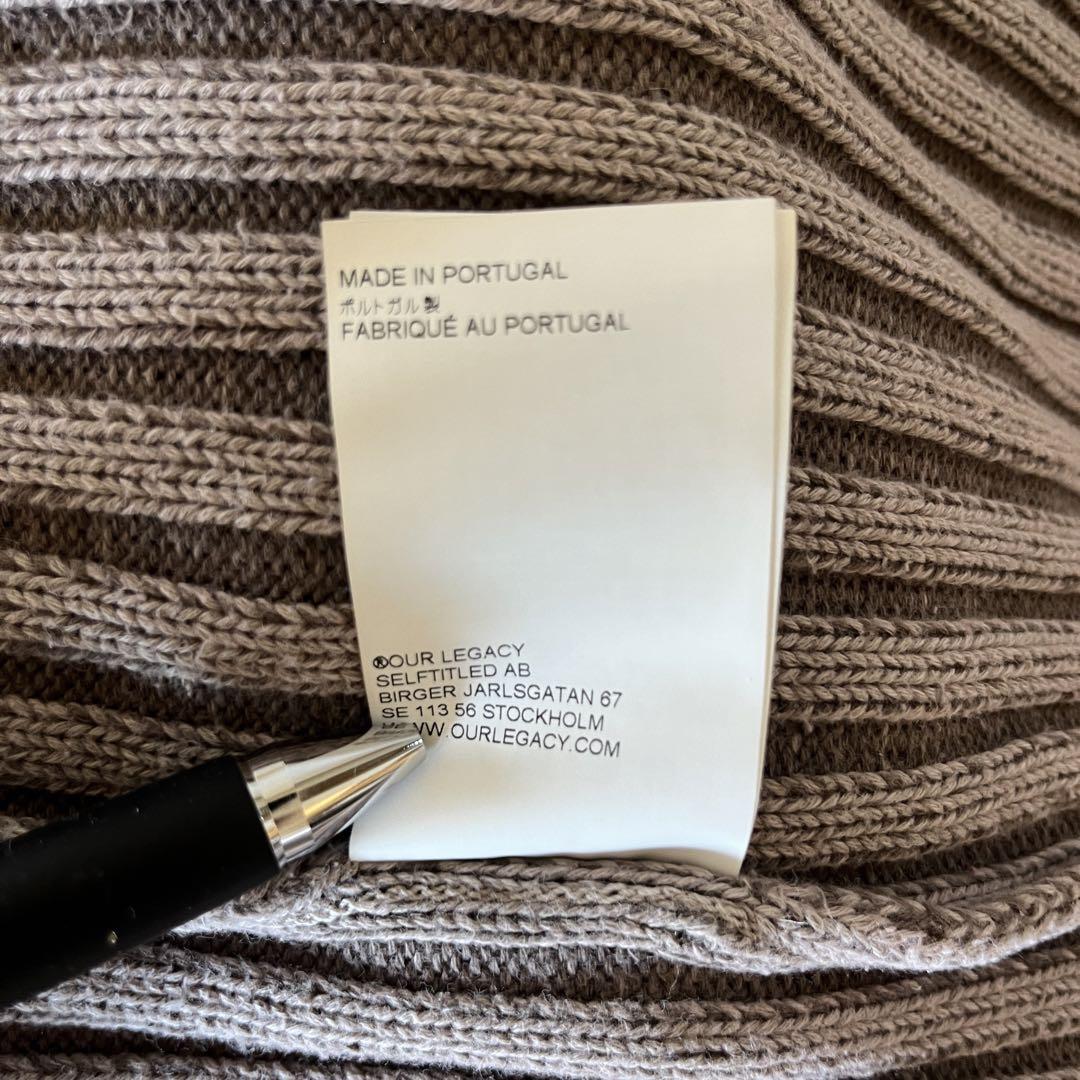 MADE IN PORTUGAL
ポルトガル製
FABRIQUÉ AU PORTUGAL
®OUR LEGACY
SELFTITLED AB
BIRGER JARLSGATAN 67
SE 113 56 STOCKHOLM
VW.OURLEGACY.COM